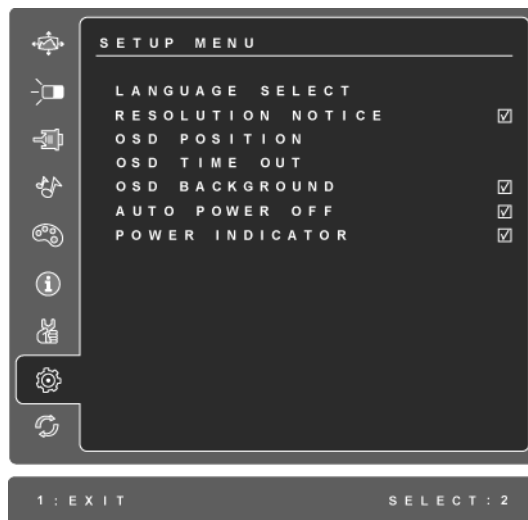 SETUP MENU
LANGUAGE SELECT
RESOLUTION NOTICE
OSD POSITION
OSD TIME OUT
OSD BACKGROUND
AUTO POWER OFF
POWER INDICATOR
1:EXIT SELECT:2